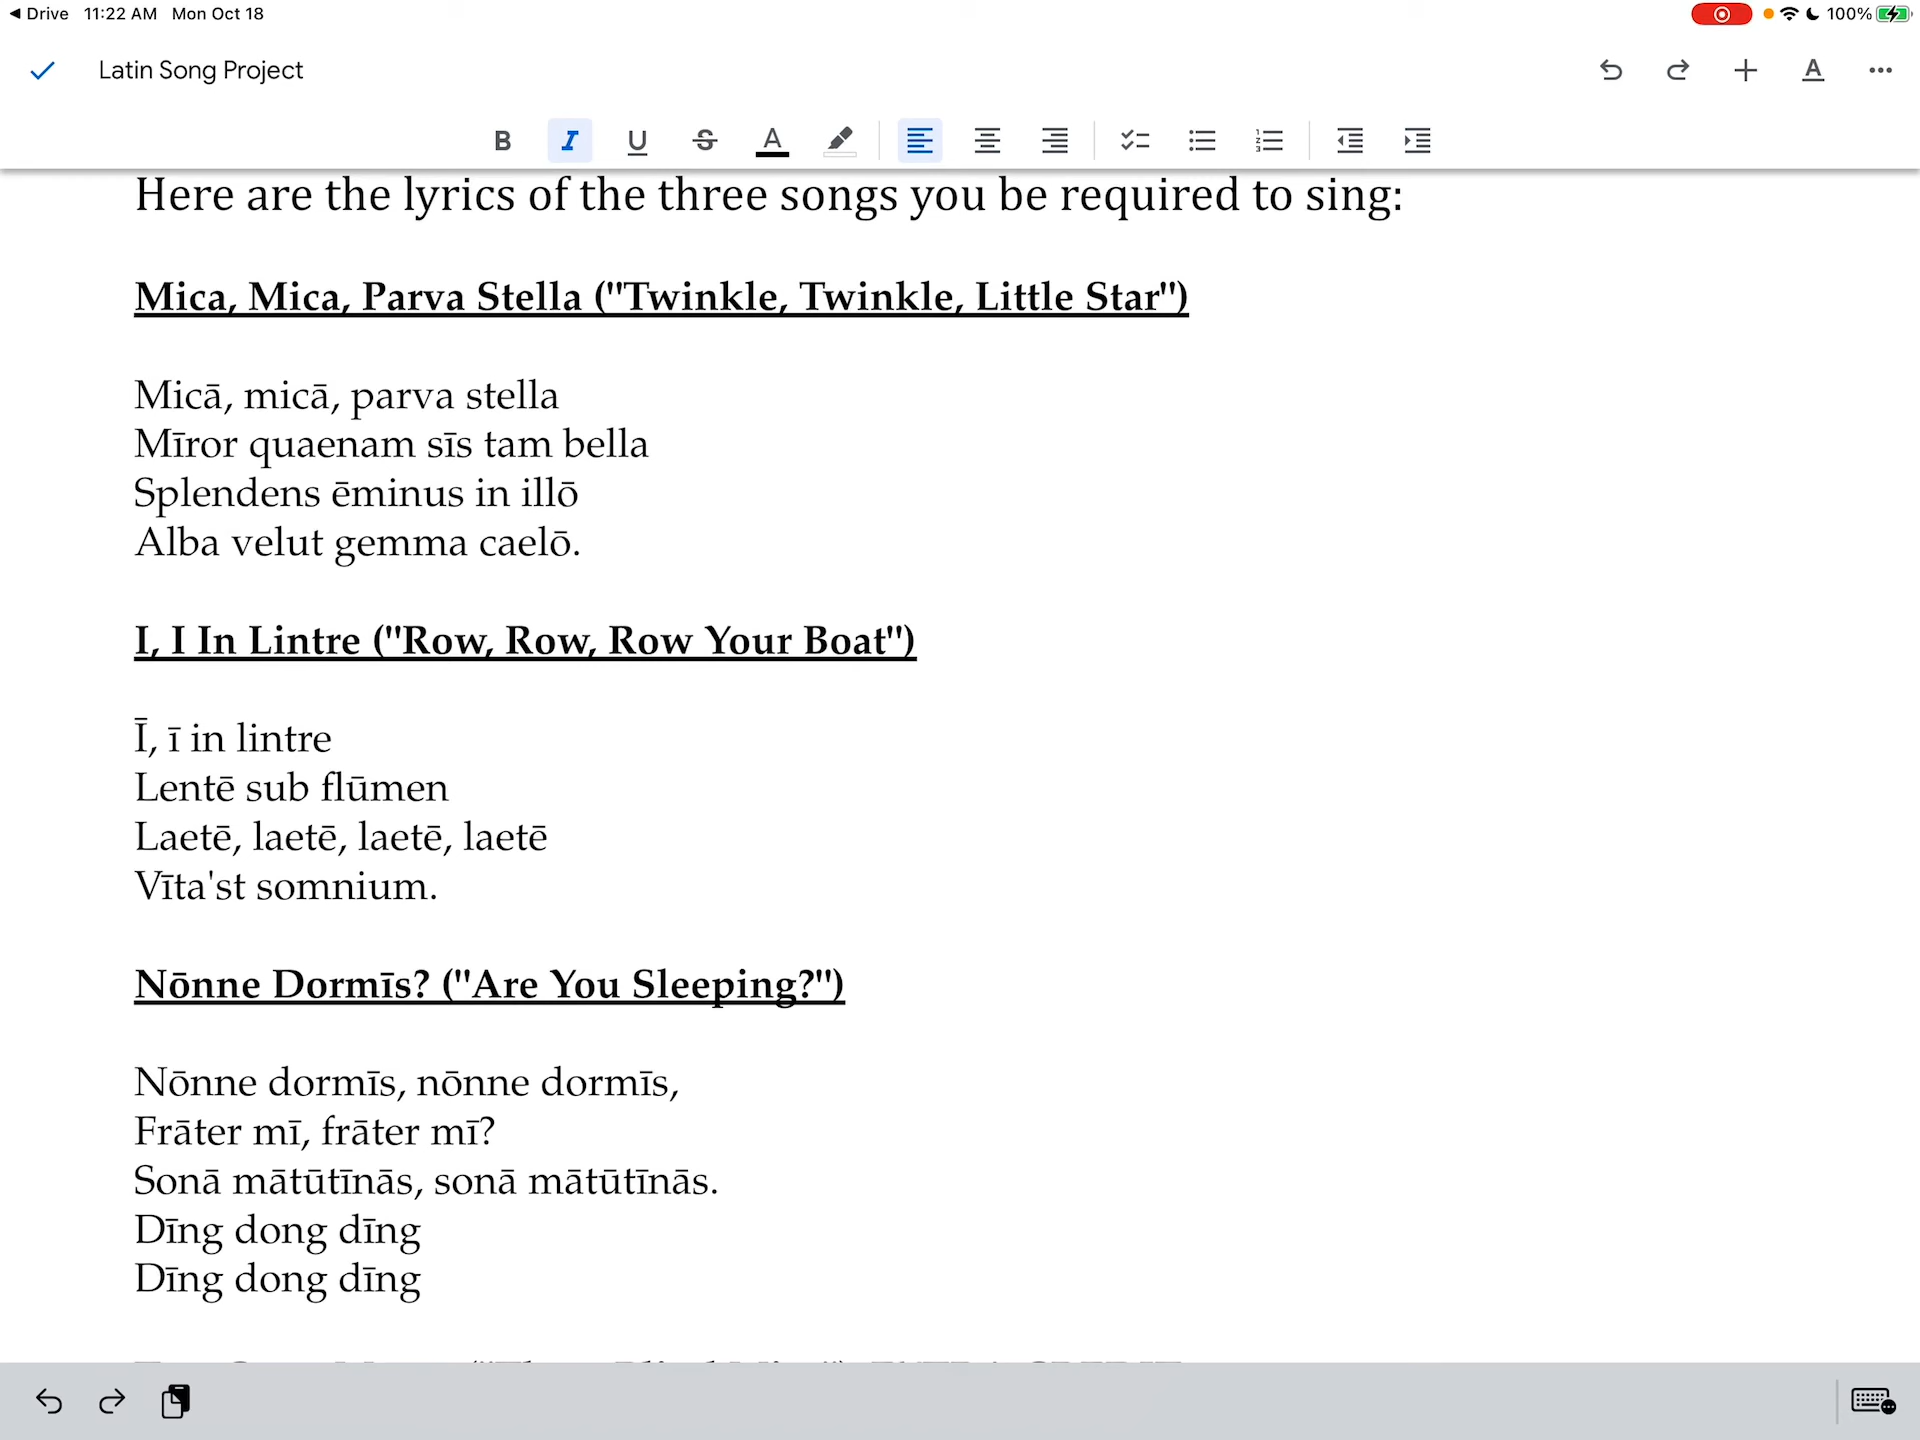 Drive 11:22 AM Mon Oct 18 100%
Latin Song Project
B I U S A
Here are the lyrics of the three songs you be required to sing:
Mica, Mica, Parva Stella ("Twinkle, Twinkle, Little Star")
Micā, micā, parva stella
Mīror quaenam sīs tam bella
Splendens ēminus in illō
Alba velut gemma caelō.
I, I In Lintre ("Row, Row, Row Your Boat")
Ī, ī in lintre
Lentē sub flūmen
Laetē, laetē, laetē, laetē
Vīta'st somnium.
Nōnne Dormīs? ("Are You Sleeping?")
Nōnne dormīs, nōnne dormīs,
Frāter mī, frāter mī?
Sonā mātūtīnās, sonā mātūtīnās.
Dīng dong dīng
Dīng dong dīng